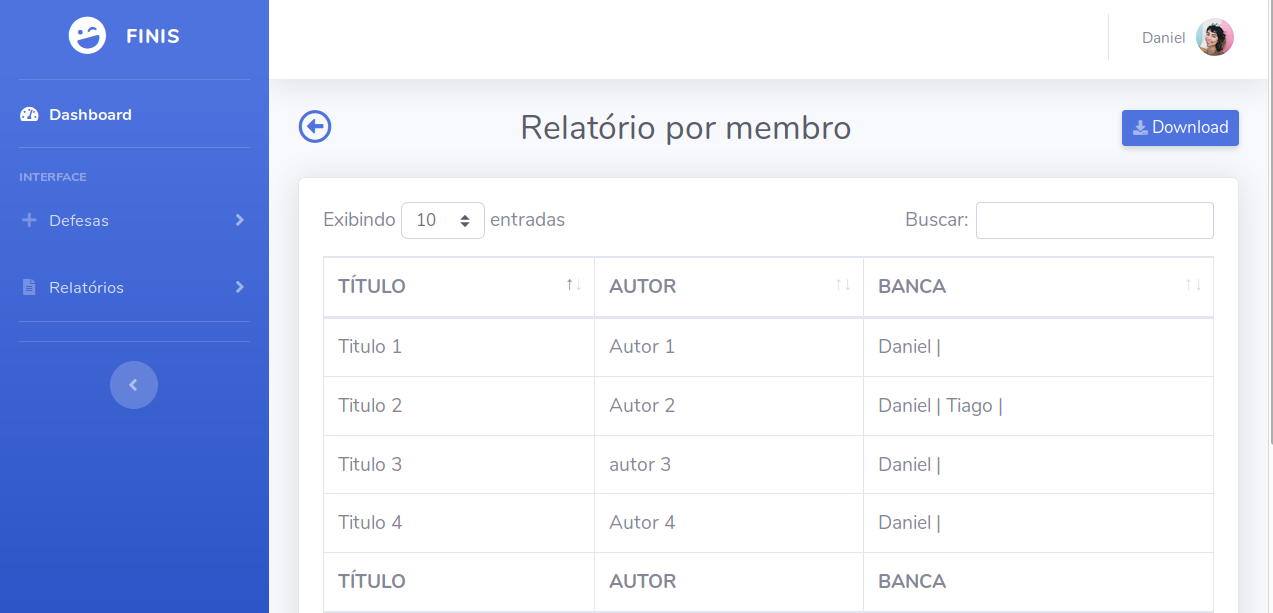 FINIS
Daniel
Dashboard
Relatório por membro
Download
INTERFACE
Defesas
Relatórios
Exibindo 10 entradas
Buscar:
TÍTULO AUTOR BANCA
Titulo 1 Autor 1 Daniel |
Titulo 2 Autor 2 Daniel | Tiago |
Titulo 3 autor 3 Daniel |
Titulo 4 Autor 4 Daniel |
TÍTULO AUTOR BANCA